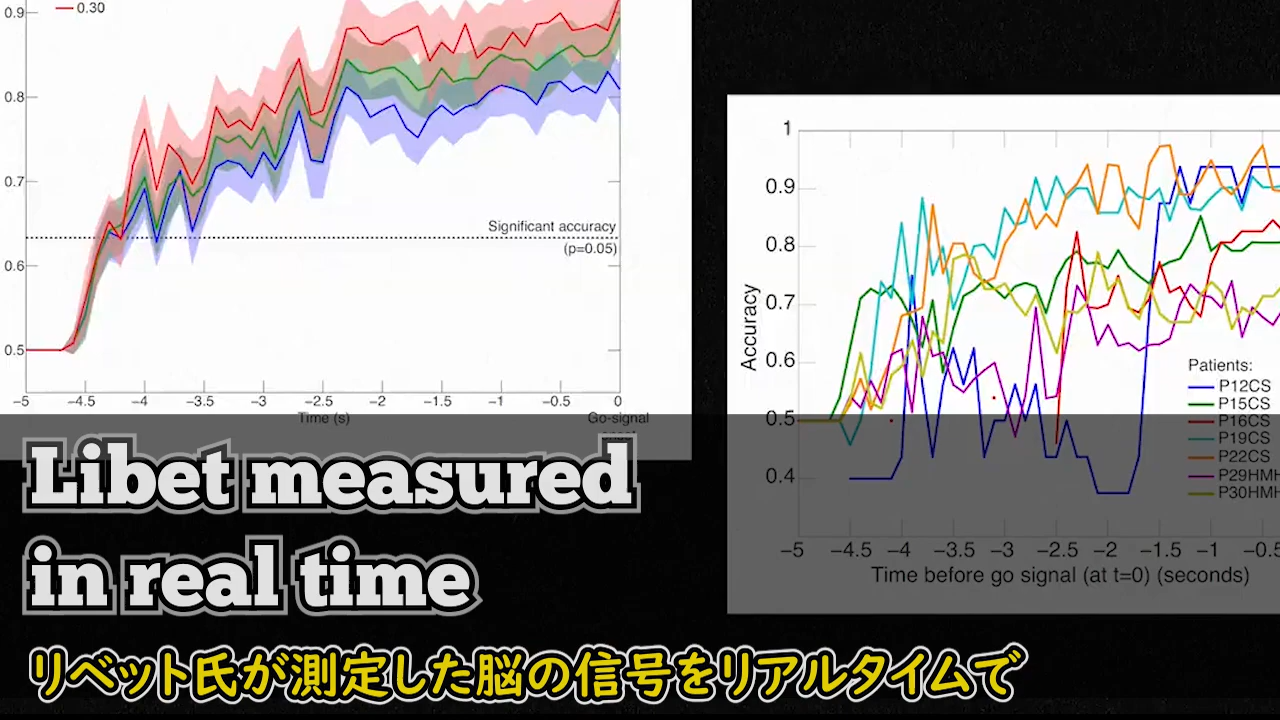 0.30
0.9
0.8
0.7
0.6
0.5
Significant accuracy
(p=0.05)
−5 −4.5 −4 −3.5 −3 −2.5 −2 −1.5 −1 −0.5 0
Time (s)
Go-signal
onset
1
0.9
0.8
0.7
0.6
0.5
0.4
Accuracy
Patients:
P12CS
P15CS
P16CS
P19CS
P22CS
P29HMH
P30HMH
−5 −4.5 −4 −3.5 −3 −2.5 −2 −1.5 −1 −0.5
Time before go signal (at t=0) (seconds)
Libet measured
in real time
リベット氏が測定した脳の信号をリアルタイムで